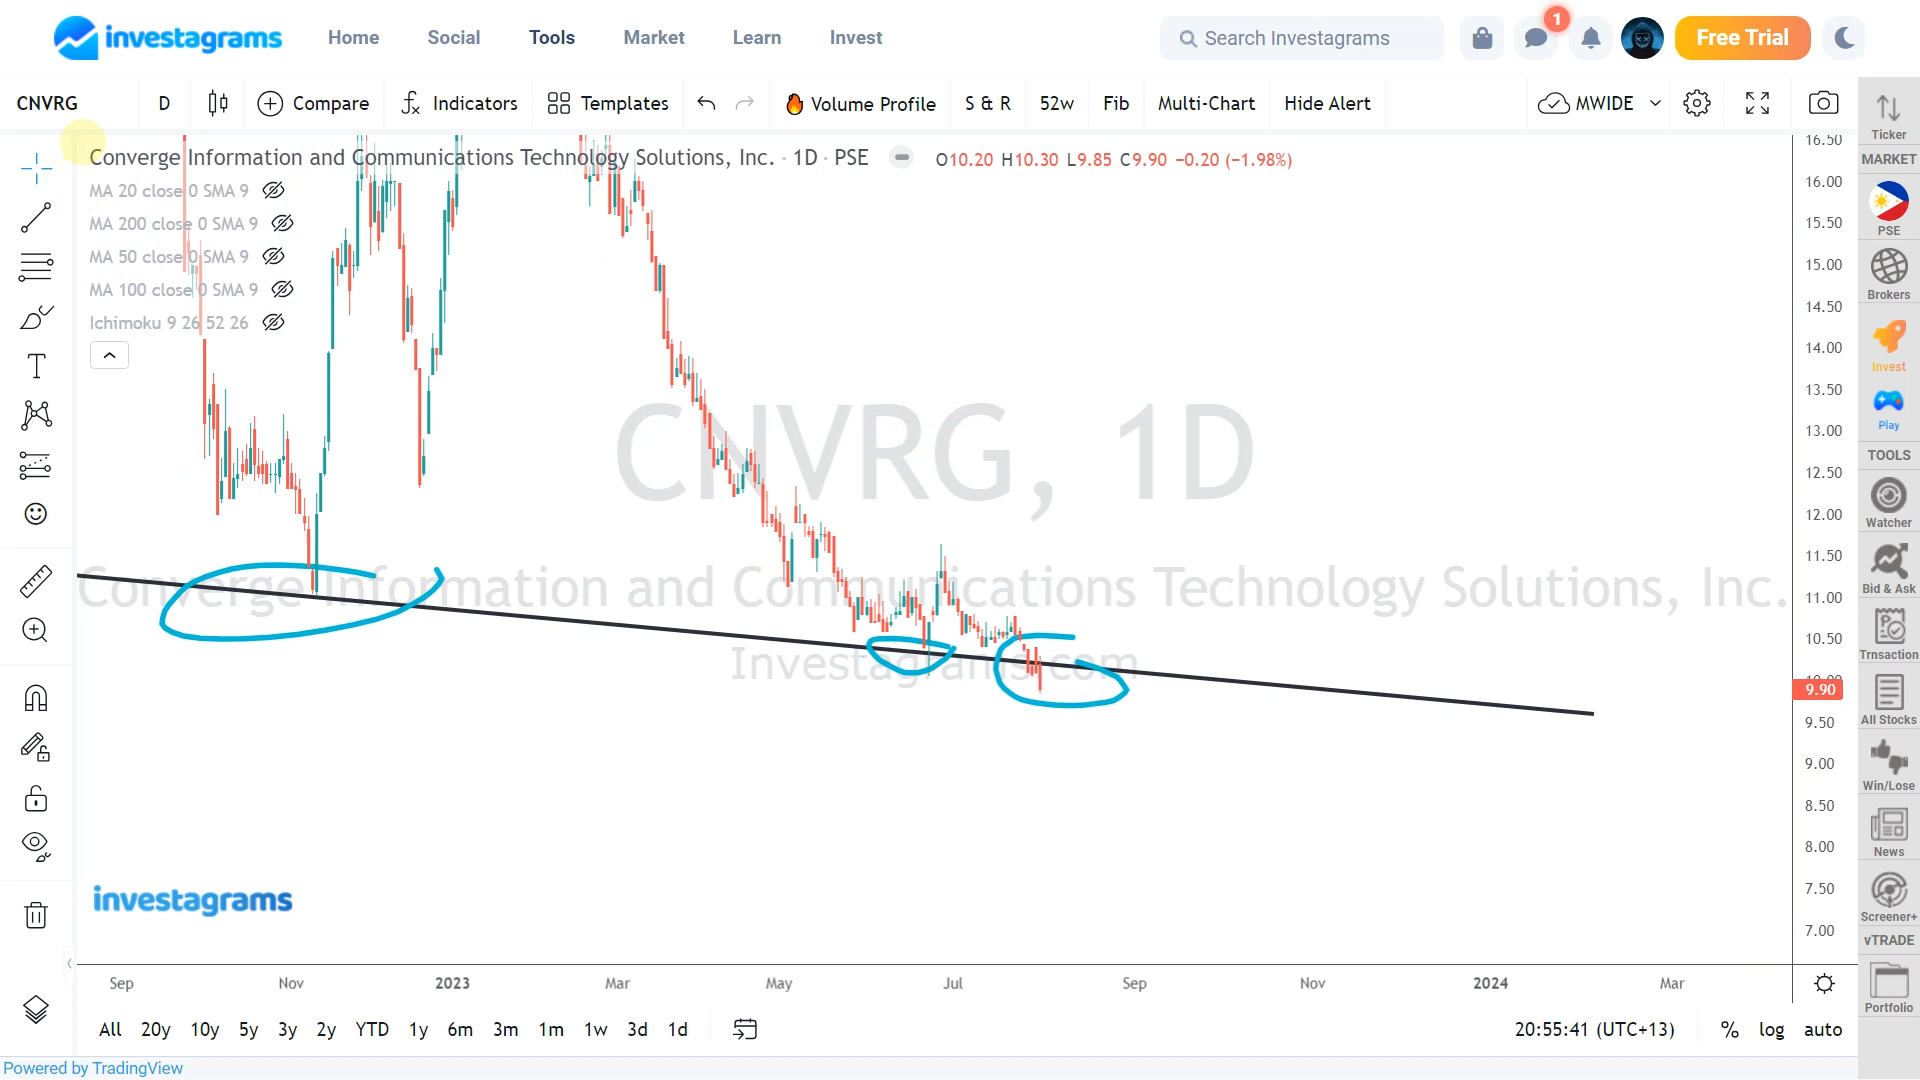 investagrams Home Social Tools Market Learn Invest Search Investagrams 1 Free Trial
CNVRG D Compare Indicators Templates Volume Profile S & R 52w Fib Multi-Chart Hide Alert MWIDE
Converge Information and Communications Technology Solutions, Inc. · 1D · PSE O10.20 H10.30 L9.85 C9.90 −0.20 (−1.98%)
MA 20 close 0 SMA 9
MA 200 close 0 SMA 9
MA 50 close 0 SMA 9
MA 100 close 0 SMA 9
Ichimoku 9 26 52 26
CNVRG, 1D
Converge Information and Communications Technology Solutions, Inc.
Investagrams.com
investagrams
16.50
16.00
15.50
15.00
14.50
14.00
13.50
13.00
12.50
12.00
11.50
11.00
10.50
10.00
9.90
9.50
9.00
8.50
8.00
7.50
7.00
Sep Nov 2023 Mar May Jul Sep Nov 2024 Mar
All 20y 10y 5y 3y 2y YTD 1y 6m 3m 1m 1w 3d 1d 20:55:41 (UTC+13) % log auto
Powered by TradingView
Ticker
MARKET
PSE
Brokers
Invest
Play
TOOLS
Watcher
Bid & Ask
Trnsaction
All Stocks
Win/Lose
News
Screener+
vTRADE
Portfolio